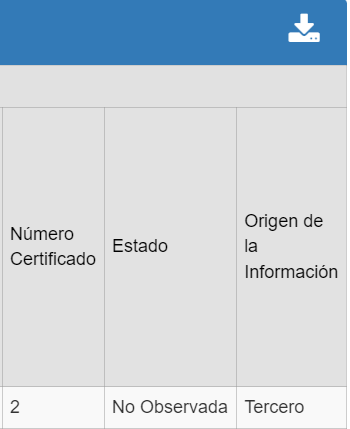 Número
Certificado
Estado
Origen de
la
Información
2
No Observada
Tercero